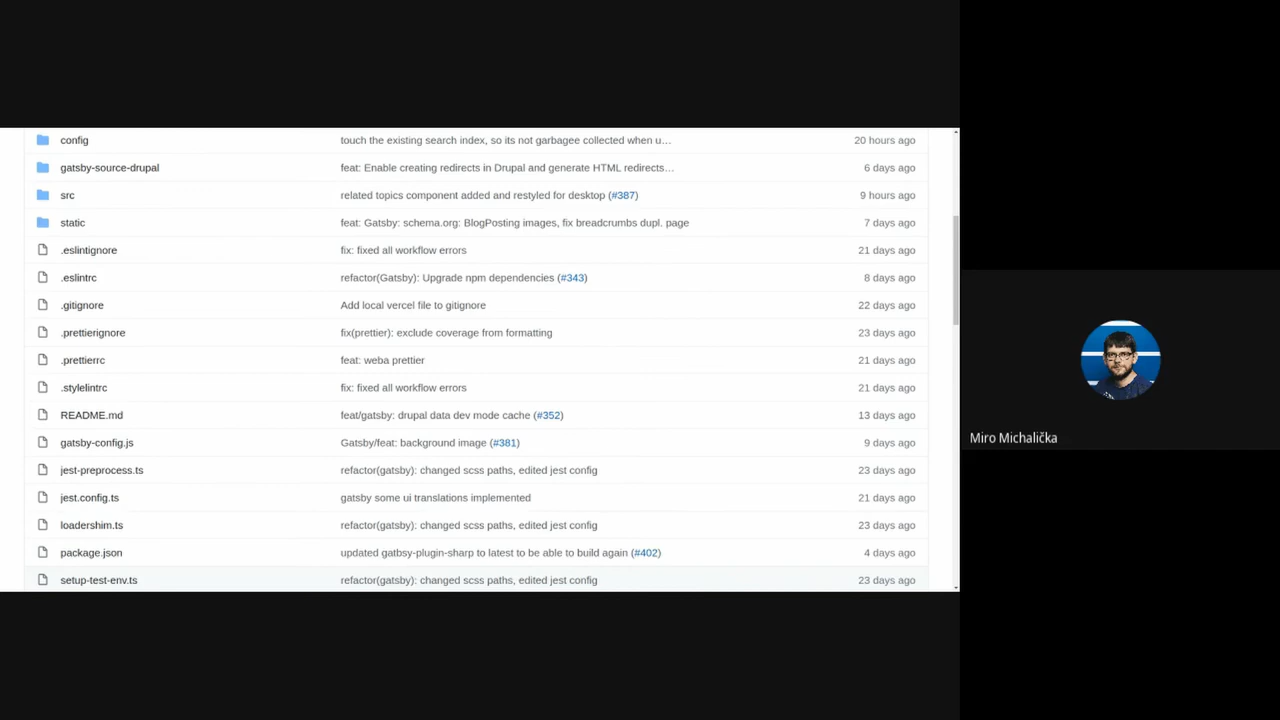 config touch the existing search index, so its not garbagee collected when u… 20 hours ago
gatsby-source-drupal feat: Enable creating redirects in Drupal and generate HTML redirects… 6 days ago
src related topics component added and restyled for desktop (#387) 9 hours ago
static feat: Gatsby: schema.org: BlogPosting images, fix breadcrumbs dupl. page 7 days ago
.eslintignore fix: fixed all workflow errors 21 days ago
.eslintrc refactor(Gatsby): Upgrade npm dependencies (#343) 8 days ago
.gitignore Add local vercel file to gitignore 22 days ago
.prettierignore fix(prettier): exclude coverage from formatting 23 days ago
.prettierrc feat: weba prettier 21 days ago
.stylelintrc fix: fixed all workflow errors 21 days ago
README.md feat/gatsby: drupal data dev mode cache (#352) 13 days ago
gatsby-config.js Gatsby/feat: background image (#381) 9 days ago
jest-preprocess.ts refactor(gatsby): changed scss paths, edited jest config 23 days ago
jest.config.ts gatsby some ui translations implemented 21 days ago
loadershim.ts refactor(gatsby): changed scss paths, edited jest config 23 days ago
package.json updated gatbsy-plugin-sharp to latest to be able to build again (#402) 4 days ago
setup-test-env.ts refactor(gatsby): changed scss paths, edited jest config 23 days ago
Miro Michalička